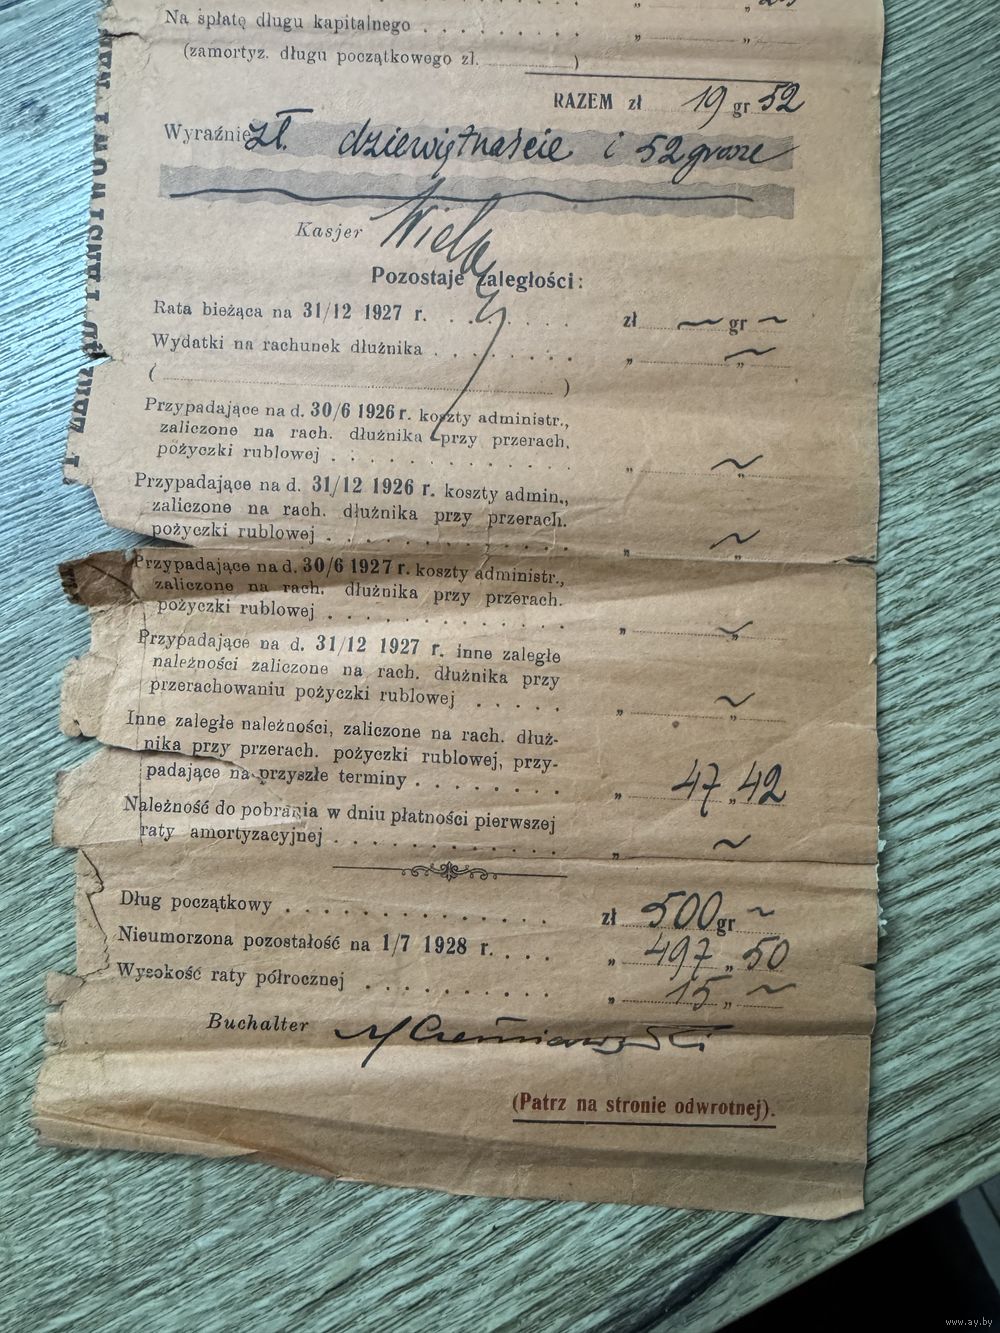 Na spłatę długu kapitalnego . . . . . . . „ „
(zamortyz. długu początkowego zł. )
RAZEM zł 19 gr 52
Wyraźnie zł. dziewiętnaście i 52 grosze
Kasjer
Pozostaje zaległości:
Rata bieżąca na 31/12 1927 r. . . . . . . . zł ~ gr ~
Wydatki na rachunek dłużnika . . . . . . . „ „ ~
( )
Przypadające na d. 30/6 1926 r. koszty administr.,
zaliczone na rach. dłużnika przy przerach.
pożyczki rublowej . . . . . . . . . . . „ ~
Przypadające na d. 31/12 1926 r. koszty admin.,
zaliczone na rach. dłużnika przy przerach.
pożyczki rublowej . . . . . . . . . . . „ „ ~
Przypadające na d. 30/6 1927 r. koszty administr.,
zaliczone na rach. dłużnika przy przerach.
pożyczki rublowej . . . . . . . . . . . „ „ ~
Przypadające na d. 31/12 1927 r. inne zaległe
należności zaliczone na rach. dłużnika przy
przerachowaniu pożyczki rublowej . . . . . „ „ ~
Inne zaległe należności, zaliczone na rach. dłuż-
nika przy przerach. pożyczki rublowej, przy-
padające na przyszłe terminy . . . . . . . . „ 47 „ 42
Należność do pobrania w dniu płatności pierwszej
raty amortyzacyjnej . . . . . . . . . . . „ ~
Dług początkowy . . . . . . . . . . . . . zł 500 gr ~
Nieumorzona pozostałość na 1/7 1928 r. . . . . „ 497 „ 50
Wysokość raty półrocznej . . . . . . . . . . „ 15 „ ~
Buchalter
(Patrz na stronie odwrotnej).
www.ay.by